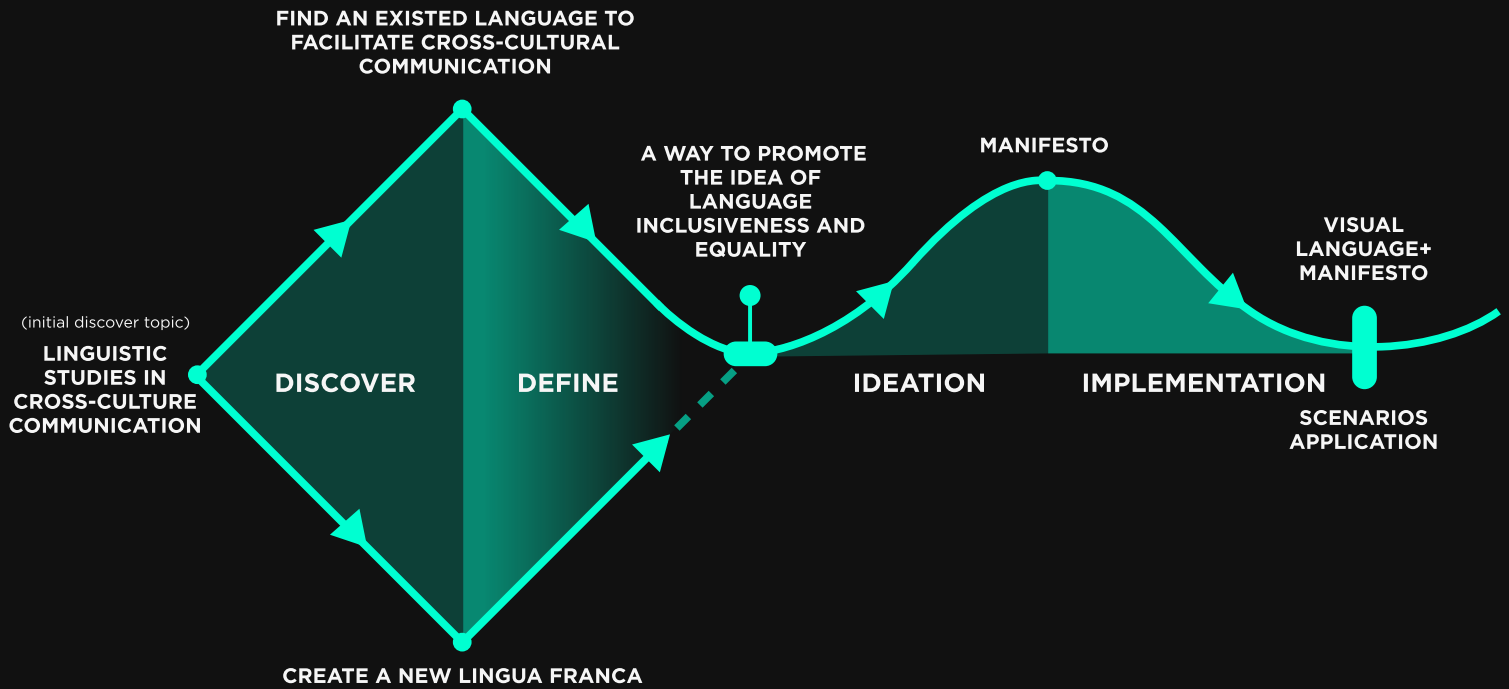 FIND AN EXISTED LANGUAGE TO
FACILITATE CROSS-CULTURAL
COMMUNICATION
A WAY TO PROMOTE
THE IDEA OF
LANGUAGE
INCLUSIVENESS AND
EQUALITY
MANIFESTO
VISUAL
LANGUAGE+
MANIFESTO
(initial discover topic)
LINGUISTIC
STUDIES IN
CROSS-CULTURE
COMMUNICATION
DISCOVER
DEFINE
IDEATION
IMPLEMENTATION
SCENARIOS
APPLICATION
CREATE A NEW LINGUA FRANCA